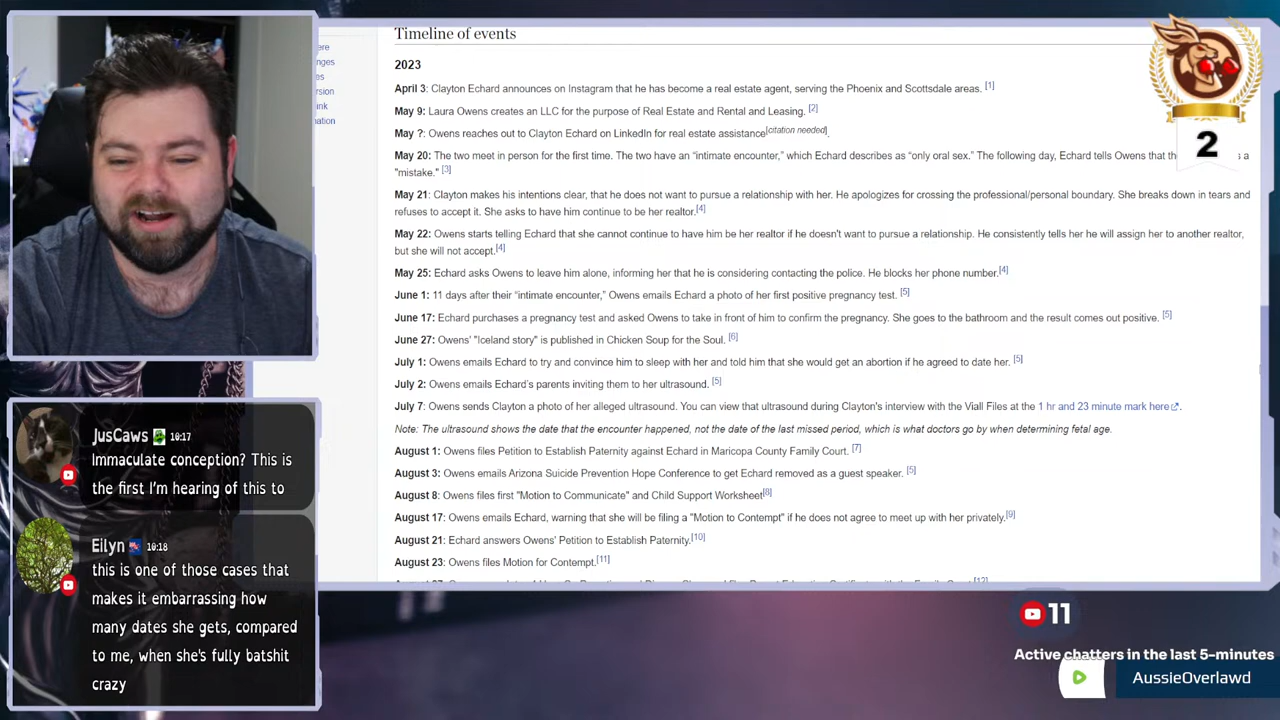 Timeline of events
2023
ere
nges
es
rsion
nk
ntation
April 3: Clayton Echard announces on Instagram that he has become a real estate agent, serving the Phoenix and Scottsdale areas. [1]
May 9: Laura Owens creates an LLC for the purpose of Real Estate and Rental and Leasing. [2]
May ?: Owens reaches out to Clayton Echard on LinkedIn for real estate assistance[citation needed].
May 20: The two meet in person for the first time. The two have an “intimate encounter,” which Echard describes as “only oral sex.” The following day, Echard tells Owens that the s a
"mistake." [3]
May 21: Clayton makes his intentions clear, that he does not want to pursue a relationship with her. He apologizes for crossing the professional/personal boundary. She breaks down in tears and
refuses to accept it. She asks to have him continue to be her realtor.[4]
May 22: Owens starts telling Echard that she cannot continue to have him be her realtor if he doesn't want to pursue a relationship. He consistently tells her he will assign her to another realtor,
but she will not accept.[4]
May 25: Echard asks Owens to leave him alone, informing her that he is considering contacting the police. He blocks her phone number.[4]
June 1: 11 days after their “intimate encounter,” Owens emails Echard a photo of her first positive pregnancy test. [5]
June 17: Echard purchases a pregnancy test and asked Owens to take in front of him to confirm the pregnancy. She goes to the bathroom and the result comes out positive. [5]
June 27: Owens' "Iceland story" is published in Chicken Soup for the Soul. [6]
July 1: Owens emails Echard to try and convince him to sleep with her and told him that she would get an abortion if he agreed to date her. [5]
July 2: Owens emails Echard's parents inviting them to her ultrasound. [5]
July 7: Owens sends Clayton a photo of her alleged ultrasound. You can view that ultrasound during Clayton's interview with the Viall Files at the 1 hr and 23 minute mark here.
Note: The ultrasound shows the date that the encounter happened, not the date of the last missed period, which is what doctors go by when determining fetal age.
August 1: Owens files Petition to Establish Paternity against Echard in Maricopa County Family Court. [7]
August 3: Owens emails Arizona Suicide Prevention Hope Conference to get Echard removed as a guest speaker. [5]
August 8: Owens files first "Motion to Communicate" and Child Support Worksheet[8]
August 17: Owens emails Echard, warning that she will be filing a "Motion to Contempt" if he does not agree to meet up with her privately.[9]
August 21: Echard answers Owens' Petition to Establish Paternity.[10]
August 23: Owens files Motion for Contempt.[11]
2
JusCaws 10:17
Immaculate conception? This is
the first I'm hearing of this to
Eilyn 10:18
this is one of those cases that
makes it embarrassing how
many dates she gets, compared
to me, when she's fully batshit
crazy
11
Active chatters in the last 5-minutes
AussieOverlawd